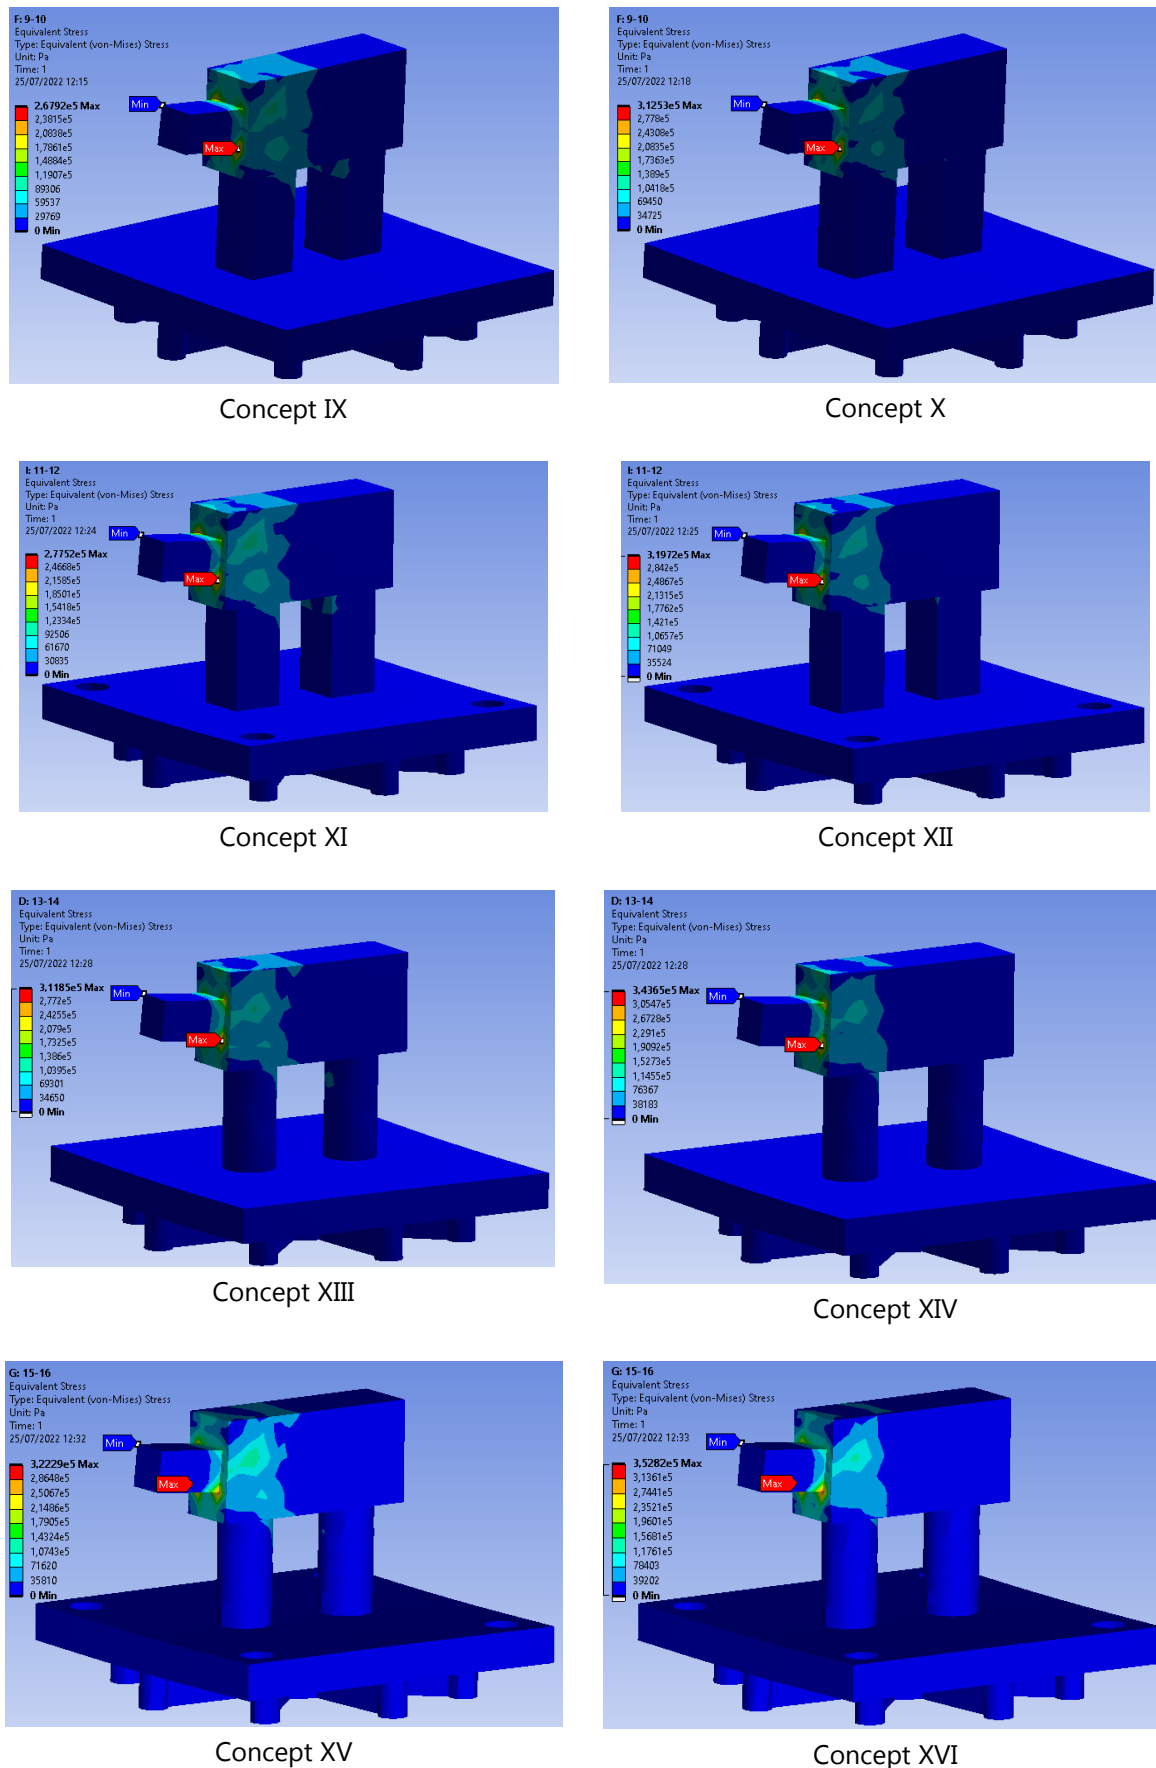 F: 9-10
Equivalent Stress
Type: Equivalent (von-Mises) Stress
Unit: Pa
Time: 1
25/07/2022 12:15
2,6792e5 Max
2,3815e5
2,0838e5
1,7861e5
1,4884e5
1,1907e5
89306
59537
29769
0 Min
Min
Max
Concept IX
F: 9-10
Equivalent Stress
Type: Equivalent (von-Mises) Stress
Unit: Pa
Time: 1
25/07/2022 12:18
3,1253e5 Max
2,778e5
2,4308e5
2,0835e5
1,7363e5
1,389e5
1,0418e5
69450
34725
0 Min
Min
Max
Concept X
I: 11-12
Equivalent Stress
Type: Equivalent (von-Mises) Stress
Unit: Pa
Time: 1
25/07/2022 12:24
2,7752e5 Max
2,4668e5
2,1585e5
1,8501e5
1,5418e5
1,2334e5
92506
61670
30835
0 Min
Min
Max
Concept XI
I: 11-12
Equivalent Stress
Type: Equivalent (von-Mises) Stress
Unit: Pa
Time: 1
25/07/2022 12:25
3,1972e5 Max
2,842e5
2,4867e5
2,1315e5
1,7762e5
1,421e5
1,0657e5
71049
35524
0 Min
Min
Max
Concept XII
D: 13-14
Equivalent Stress
Type: Equivalent (von-Mises) Stress
Unit: Pa
Time: 1
25/07/2022 12:28
3,1185e5 Max
2,772e5
2,4255e5
2,079e5
1,7325e5
1,386e5
1,0395e5
69301
34650
0 Min
Min
Max
Concept XIII
D: 13-14
Equivalent Stress
Type: Equivalent (von-Mises) Stress
Unit: Pa
Time: 1
25/07/2022 12:28
3,4365e5 Max
3,0547e5
2,6728e5
2,291e5
1,9092e5
1,5273e5
1,1455e5
76367
38183
0 Min
Min
Max
Concept XIV
G: 15-16
Equivalent Stress
Type: Equivalent (von-Mises) Stress
Unit: Pa
Time: 1
25/07/2022 12:32
3,2229e5 Max
2,8648e5
2,5067e5
2,1486e5
1,7905e5
1,4324e5
1,0743e5
71620
35810
0 Min
Min
Max
Concept XV
G: 15-16
Equivalent Stress
Type: Equivalent (von-Mises) Stress
Unit: Pa
Time: 1
25/07/2022 12:33
3,5282e5 Max
3,1361e5
2,7441e5
2,3521e5
1,9601e5
1,5681e5
1,1761e5
78403
39202
0 Min
Min
Max
Concept XVI